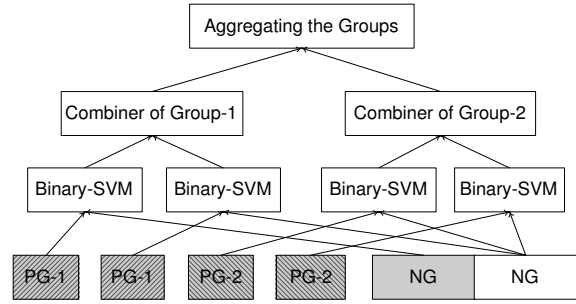 Aggregating the Groups
Combiner of Group-1 Combiner of Group-2
Binary-SVM Binary-SVM Binary-SVM Binary-SVM
PG-1 PG-1 PG-2 PG-2 NG NG